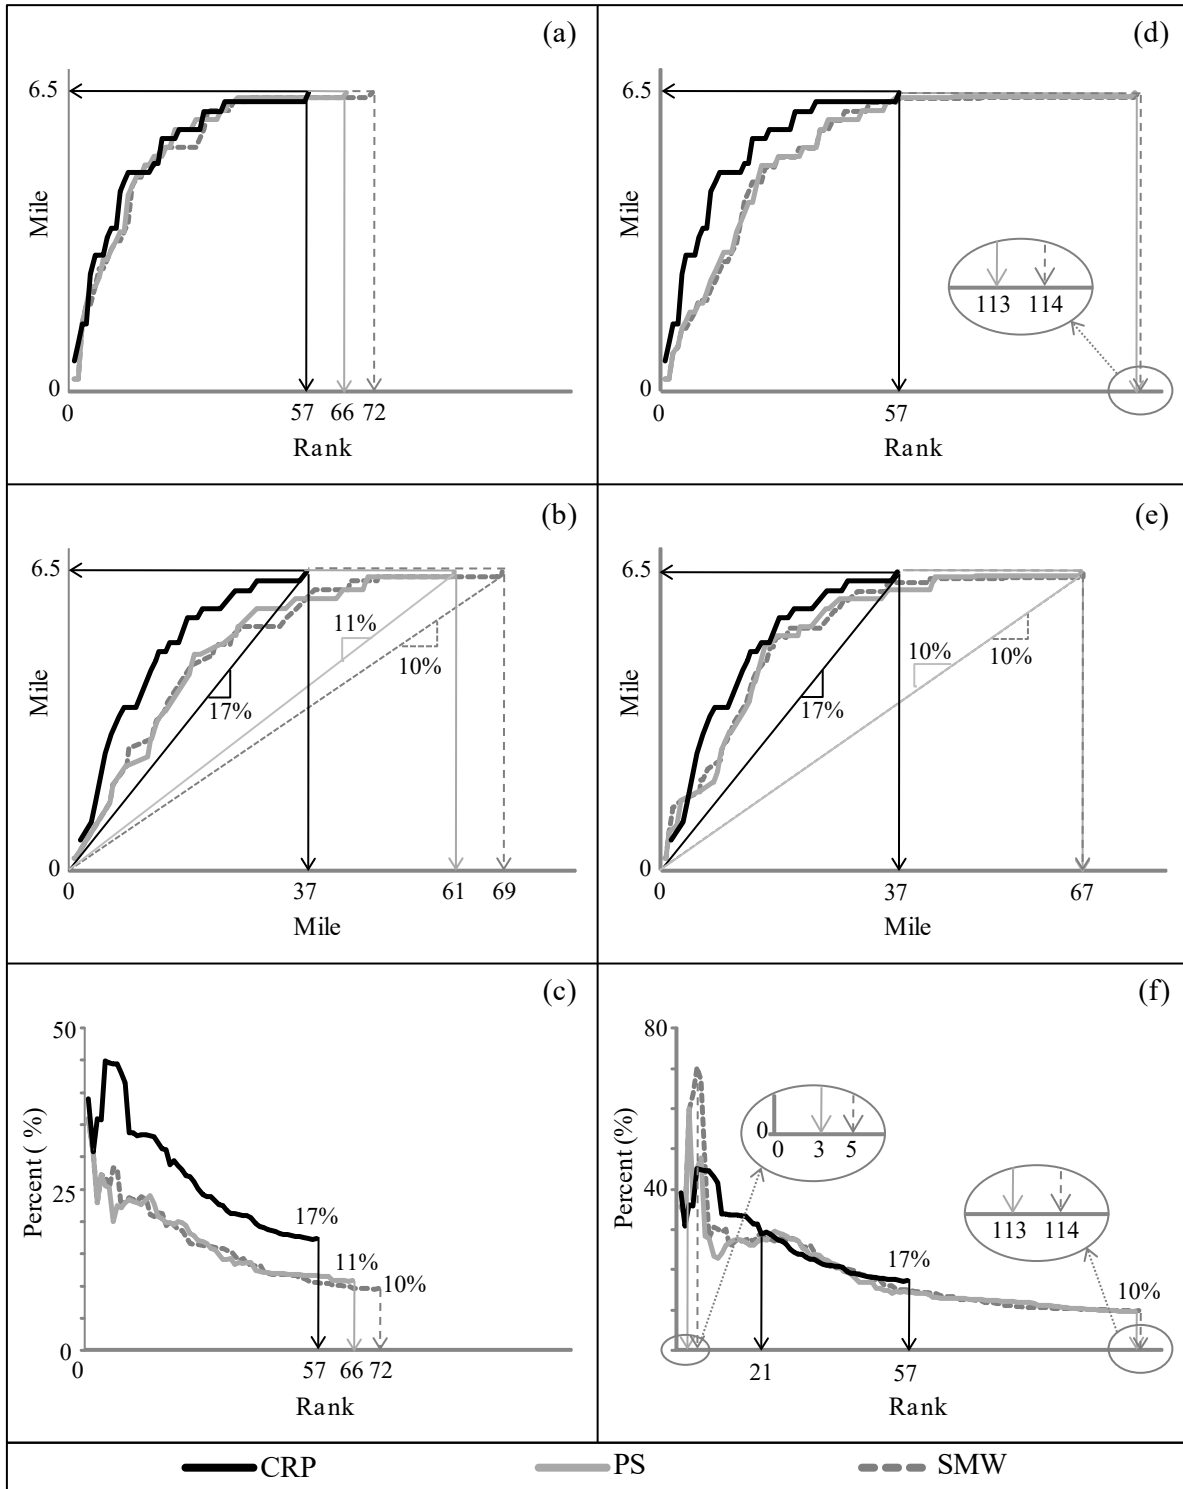 (a)
6.5
Mile
0
0
57 66 72
Rank
(d)
6.5
Mile
113 114
0
0
57
Rank
(b)
6.5
11%
10%
17%
Mile
0
0
37
61
69
Mile
(e)
6.5
10%
10%
17%
Mile
0
0
37
67
Mile
(c)
50
Percent ( %)
25
17%
11%
10%
0
0
57 66 72
Rank
(f)
80
Percent (%)
0
0 3 5
40
113 114
17%
10%
21
57
Rank
CRP PS SMW